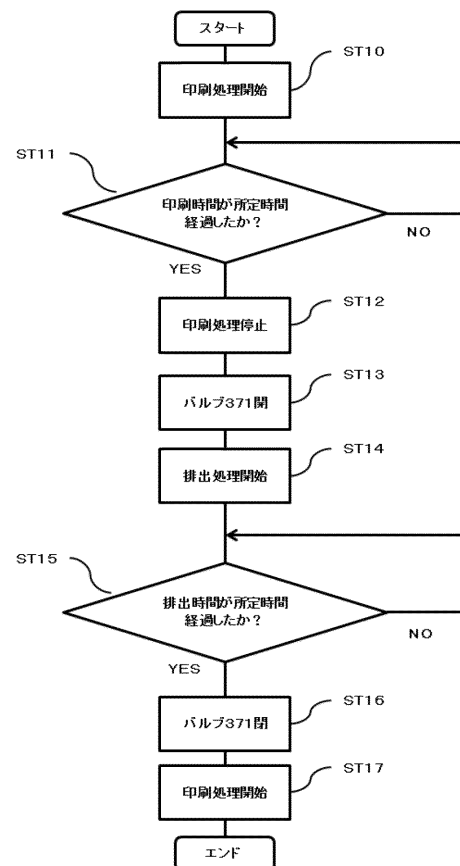 スタート
ST10
印刷処理開始
ST11
印刷時間が所定時間
経過したか?
NO
YES
ST12
印刷処理停止
ST13
バルブ371開
ST14
排出処理開始
ST15
排出時間が所定時間
経過したか?
NO
YES
ST16
バルブ371閉
ST17
印刷処理開始
エンド